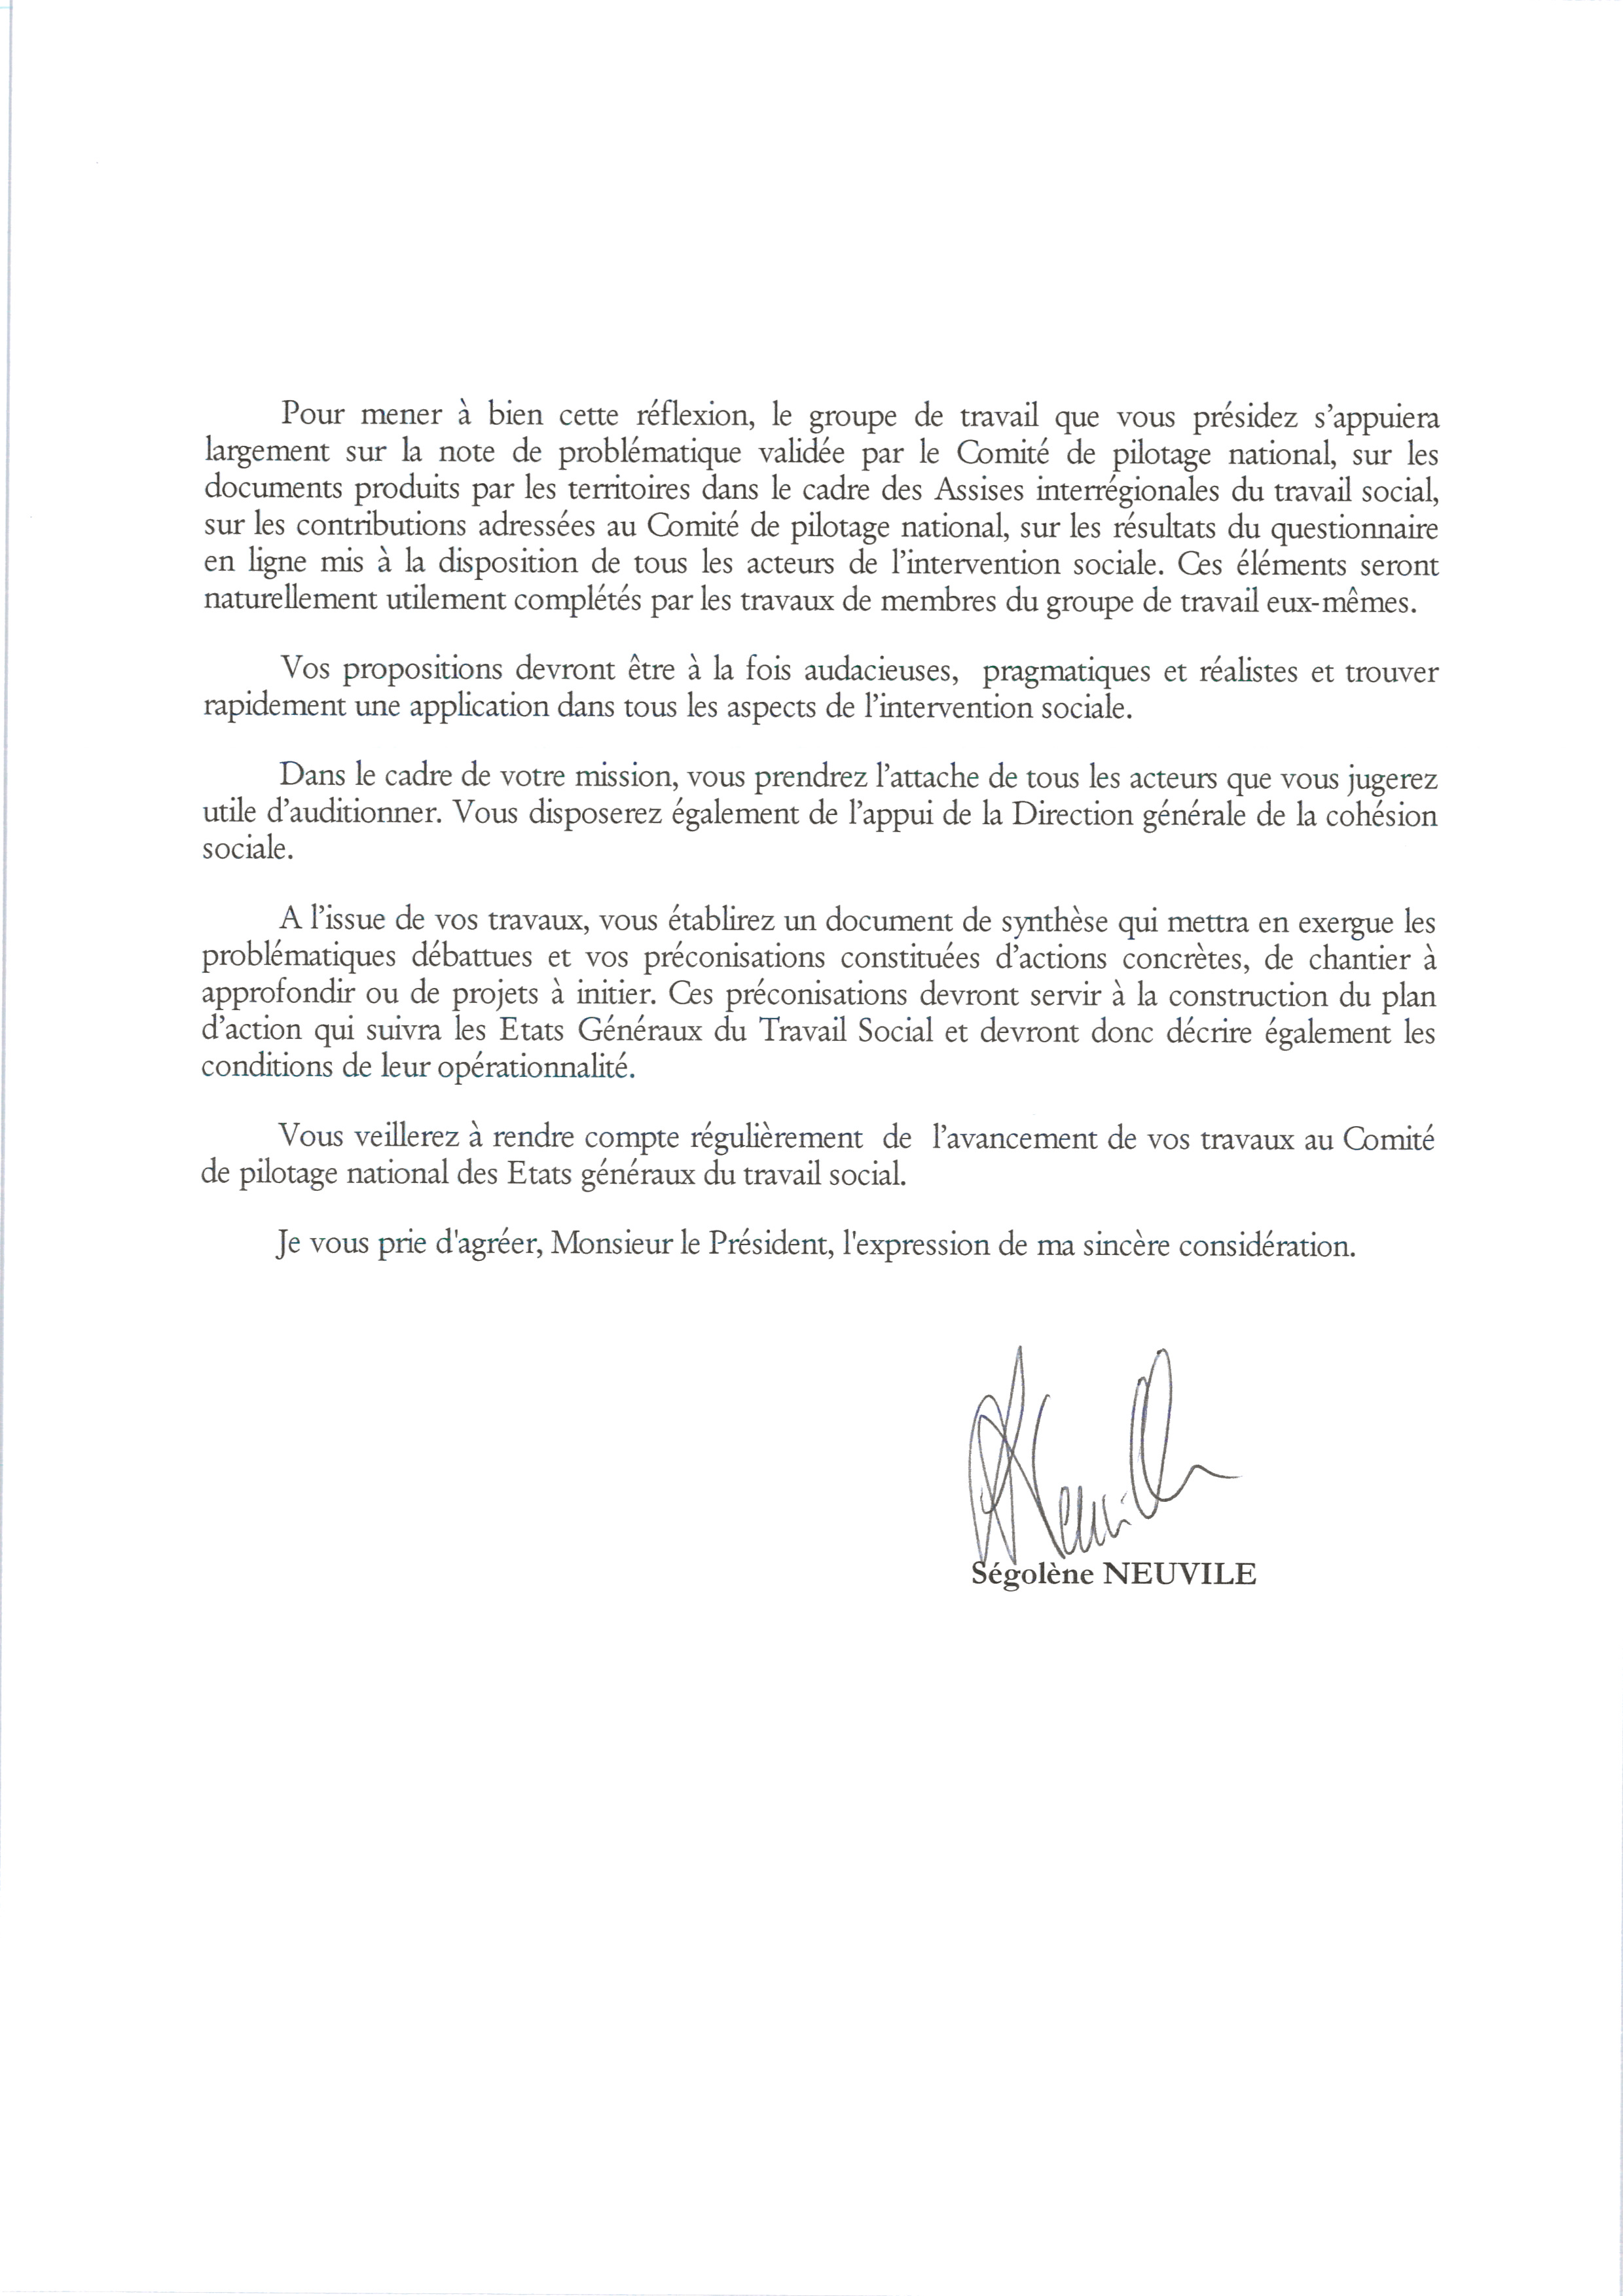 Pour mener à bien cette réflexion, le groupe de travail que vous présidez s'appuiera
largement sur la note de problématique validée par le Comité de pilotage national, sur les
documents produits par les territoires dans le cadre des Assises interrégionales du travail social,
sur les contributions adressées au Comité de pilotage national, sur les résultats du questionnaire
en ligne mis à la disposition de tous les acteurs de l'intervention sociale. Ces éléments seront
naturellement utilement complétés par les travaux de membres du groupe de travail eux-mêmes.
Vos propositions devront être à la fois audacieuses, pragmatiques et réalistes et trouver
rapidement une application dans tous les aspects de l'intervention sociale.
Dans le cadre de votre mission, vous prendrez l'attache de tous les acteurs que vous jugerez
utile d'auditionner. Vous disposerez également de l'appui de la Direction générale de la cohésion
sociale.
A l'issue de vos travaux, vous établirez un document de synthèse qui mettra en exergue les
problématiques débattues et vos préconisations constituées d'actions concrètes, de chantier à
approfondir ou de projets à initier. Ces préconisations devront servir à la construction du plan
d'action qui suivra les Etats Généraux du Travail Social et devront donc décrire également les
conditions de leur opérationnalité.
Vous veillerez à rendre compte régulièrement de l'avancement de vos travaux au Comité
de pilotage national des Etats généraux du travail social.
Je vous prie d'agréer, Monsieur le Président, l'expression de ma sincère considération.
Ségolène NEUVILE